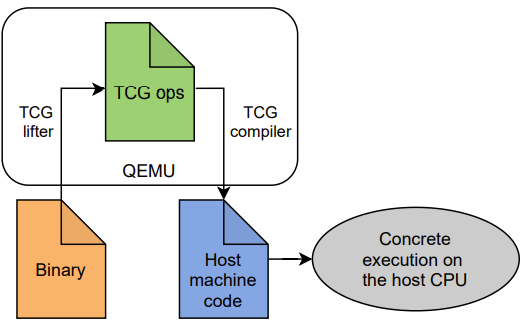 TCG ops
TCG
lifter
TCG
compiler
QEMU
Binary
Host
machine
code
Concrete
execution on
the host CPU